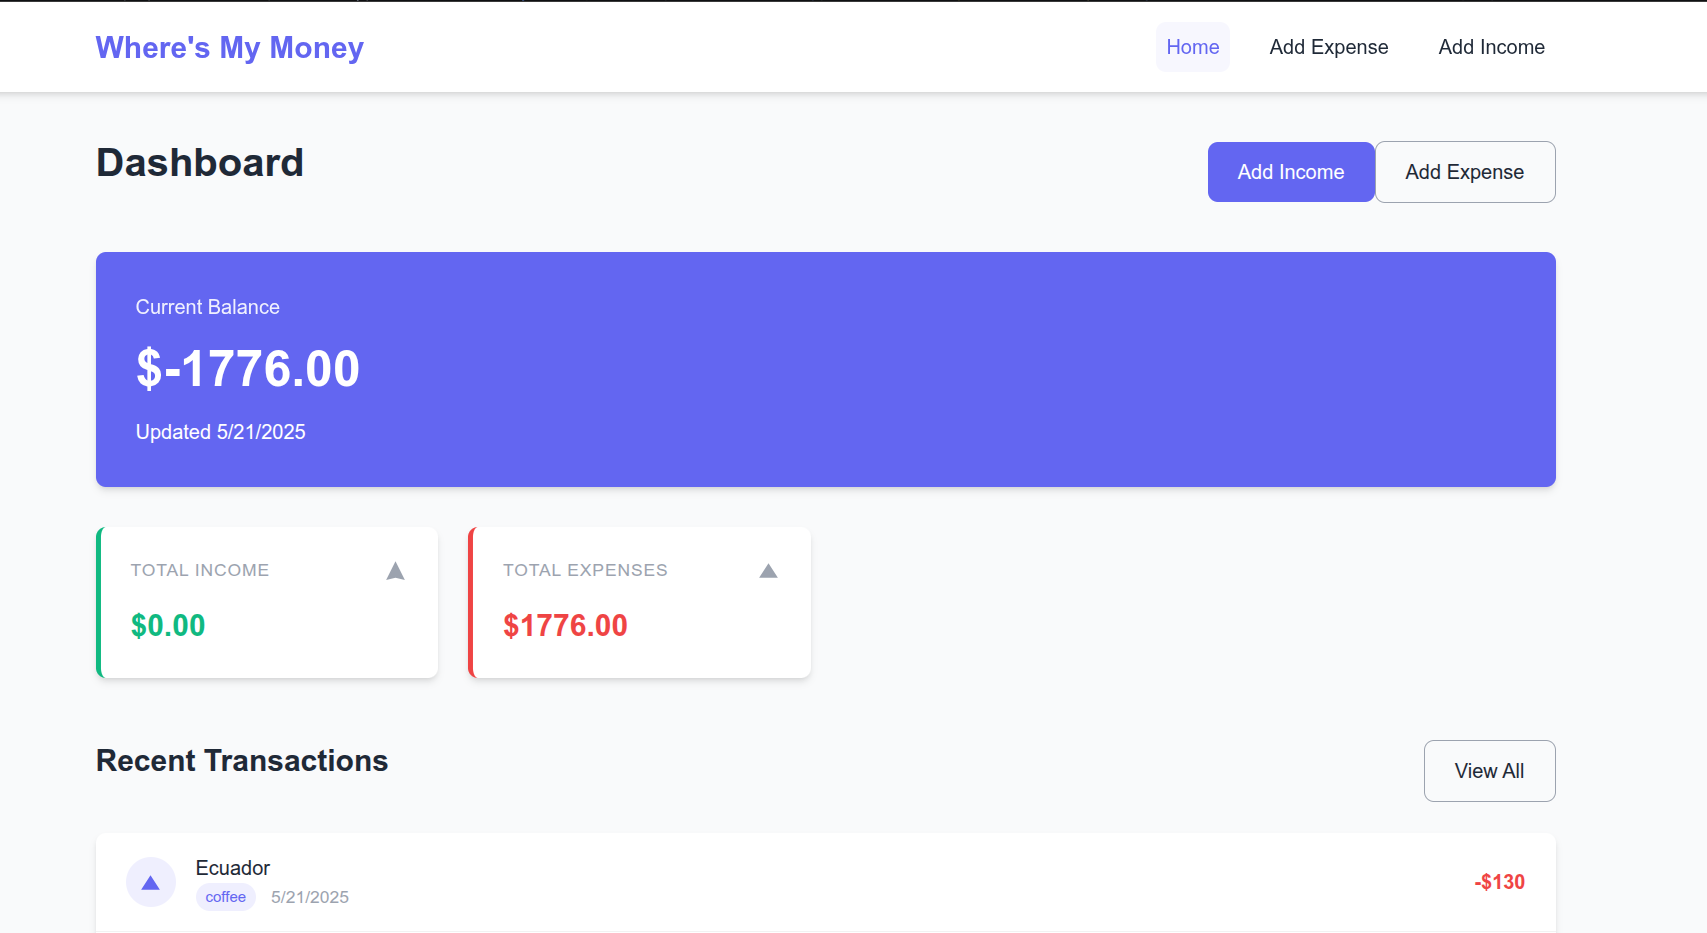 Where's My Money
Home Add Expense Add Income
Dashboard
Add Income Add Expense
Current Balance
$-1776.00
Updated 5/21/2025
TOTAL INCOME
$0.00
TOTAL EXPENSES
$1776.00
Recent Transactions
View All
Ecuador
coffee 5/21/2025
-$130